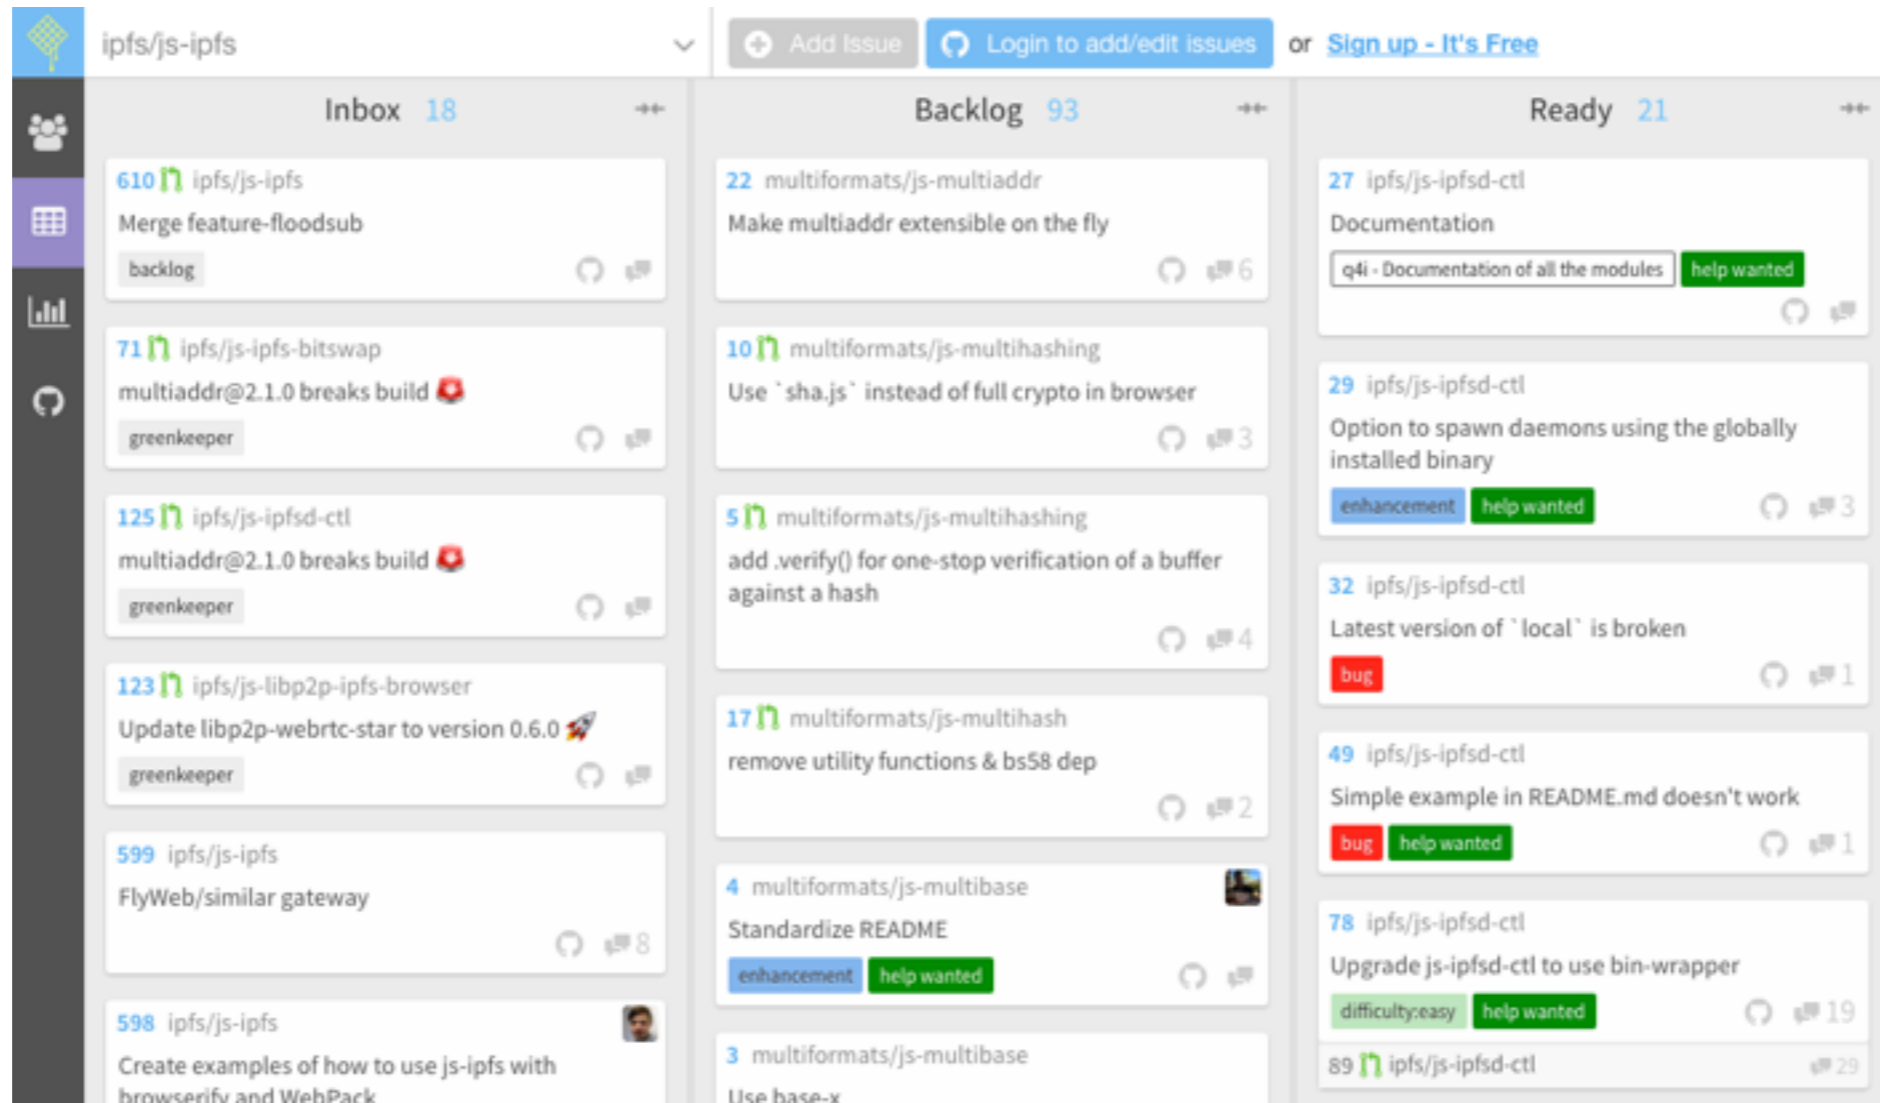 ipfs/js-ipfs
Add Issue
Login to add/edit issues
or Sign up - It's Free
Inbox 18
610 ipfs/js-ipfs
Merge feature-floodsub
backlog
71 ipfs/js-ipfs-bitswap
multiaddr@2.1.0 breaks build
greenkeeper
125 ipfs/js-ipfsd-ctl
multiaddr@2.1.0 breaks build
greenkeeper
123 ipfs/js-libp2p-ipfs-browser
Update libp2p-webrtc-star to version 0.6.0 🚀
greenkeeper
599 ipfs/js-ipfs
FlyWeb/similar gateway
8
598 ipfs/js-ipfs
Create examples of how to use js-ipfs with
browserify and WebPack
Backlog 93
22 multiformats/js-multiaddr
Make multiaddr extensible on the fly
6
10 multiformats/js-multihashing
Use `sha.js` instead of full crypto in browser
3
5 multiformats/js-multihashing
add .verify() for one-stop verification of a buffer
against a hash
4
17 multiformats/js-multihash
remove utility functions & bs58 dep
2
4 multiformats/js-multibase
Standardize README
enhancement help wanted
3 multiformats/js-multibase
Use base-x
Ready 21
27 ipfs/js-ipfsd-ctl
Documentation
q4i - Documentation of all the modules help wanted
29 ipfs/js-ipfsd-ctl
Option to spawn daemons using the globally
installed binary
enhancement help wanted 3
32 ipfs/js-ipfsd-ctl
Latest version of `local` is broken
bug 1
49 ipfs/js-ipfsd-ctl
Simple example in README.md doesn't work
bug help wanted 1
78 ipfs/js-ipfsd-ctl
Upgrade js-ipfsd-ctl to use bin-wrapper
difficulty:easy help wanted 19
89 ipfs/js-ipfsd-ctl 29